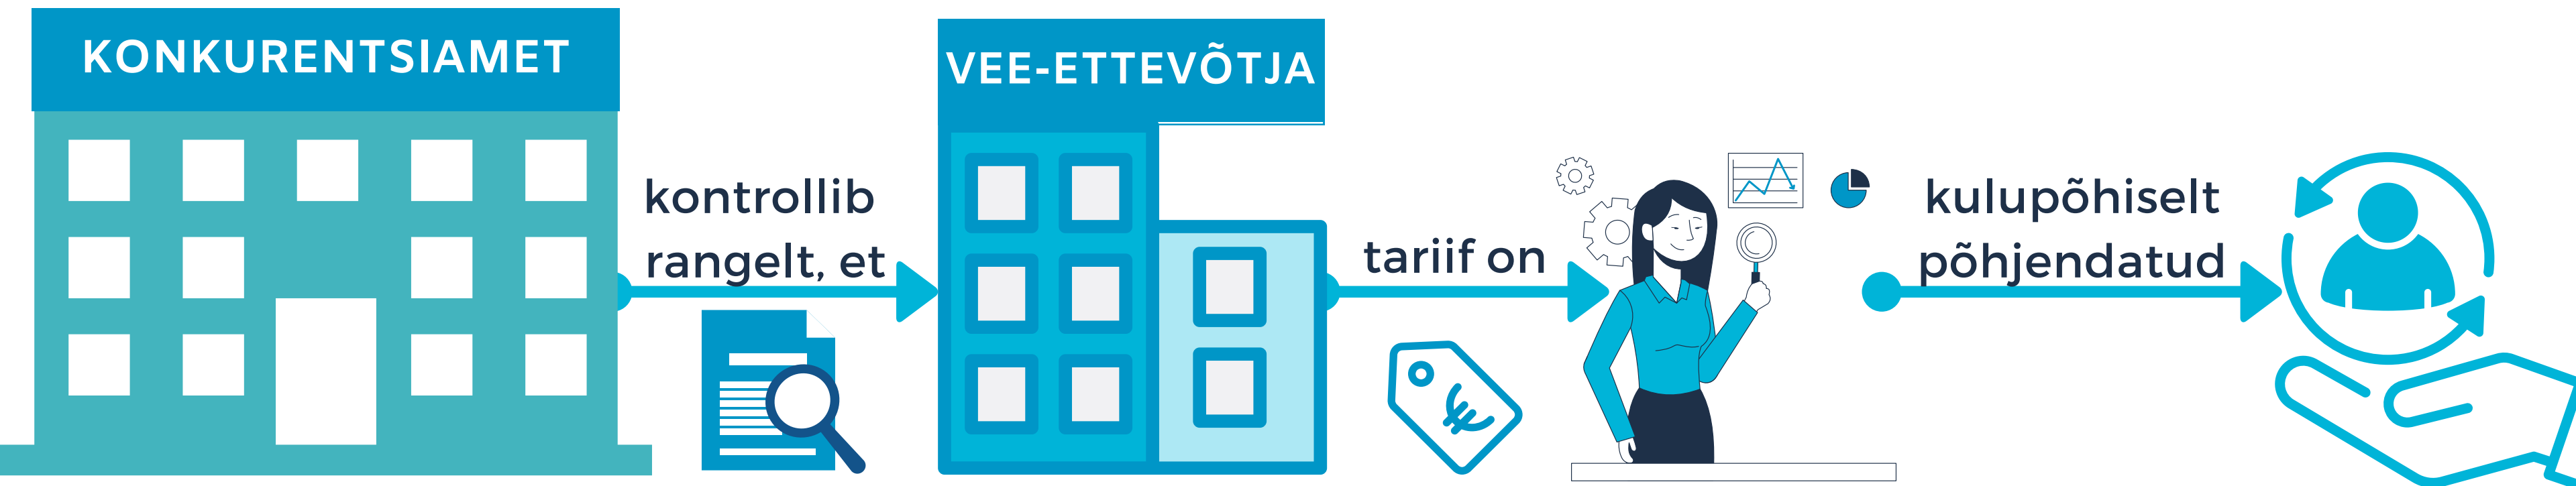 KONKURENTSIAMET
kontrollib
rangelt, et
VEE-ETTEVÕTJA
tariif on
kulupõhiselt
põhjendatud